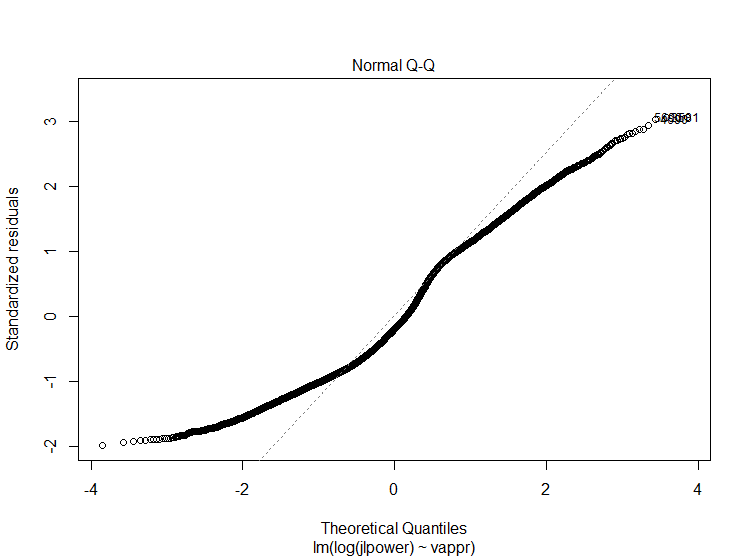 Normal Q-Q
Standardized residuals
3
2
1
0
-1
-2
-4
-2
0
2
4
Theoretical Quantiles
lm(log(jlpower) ~ vappr)